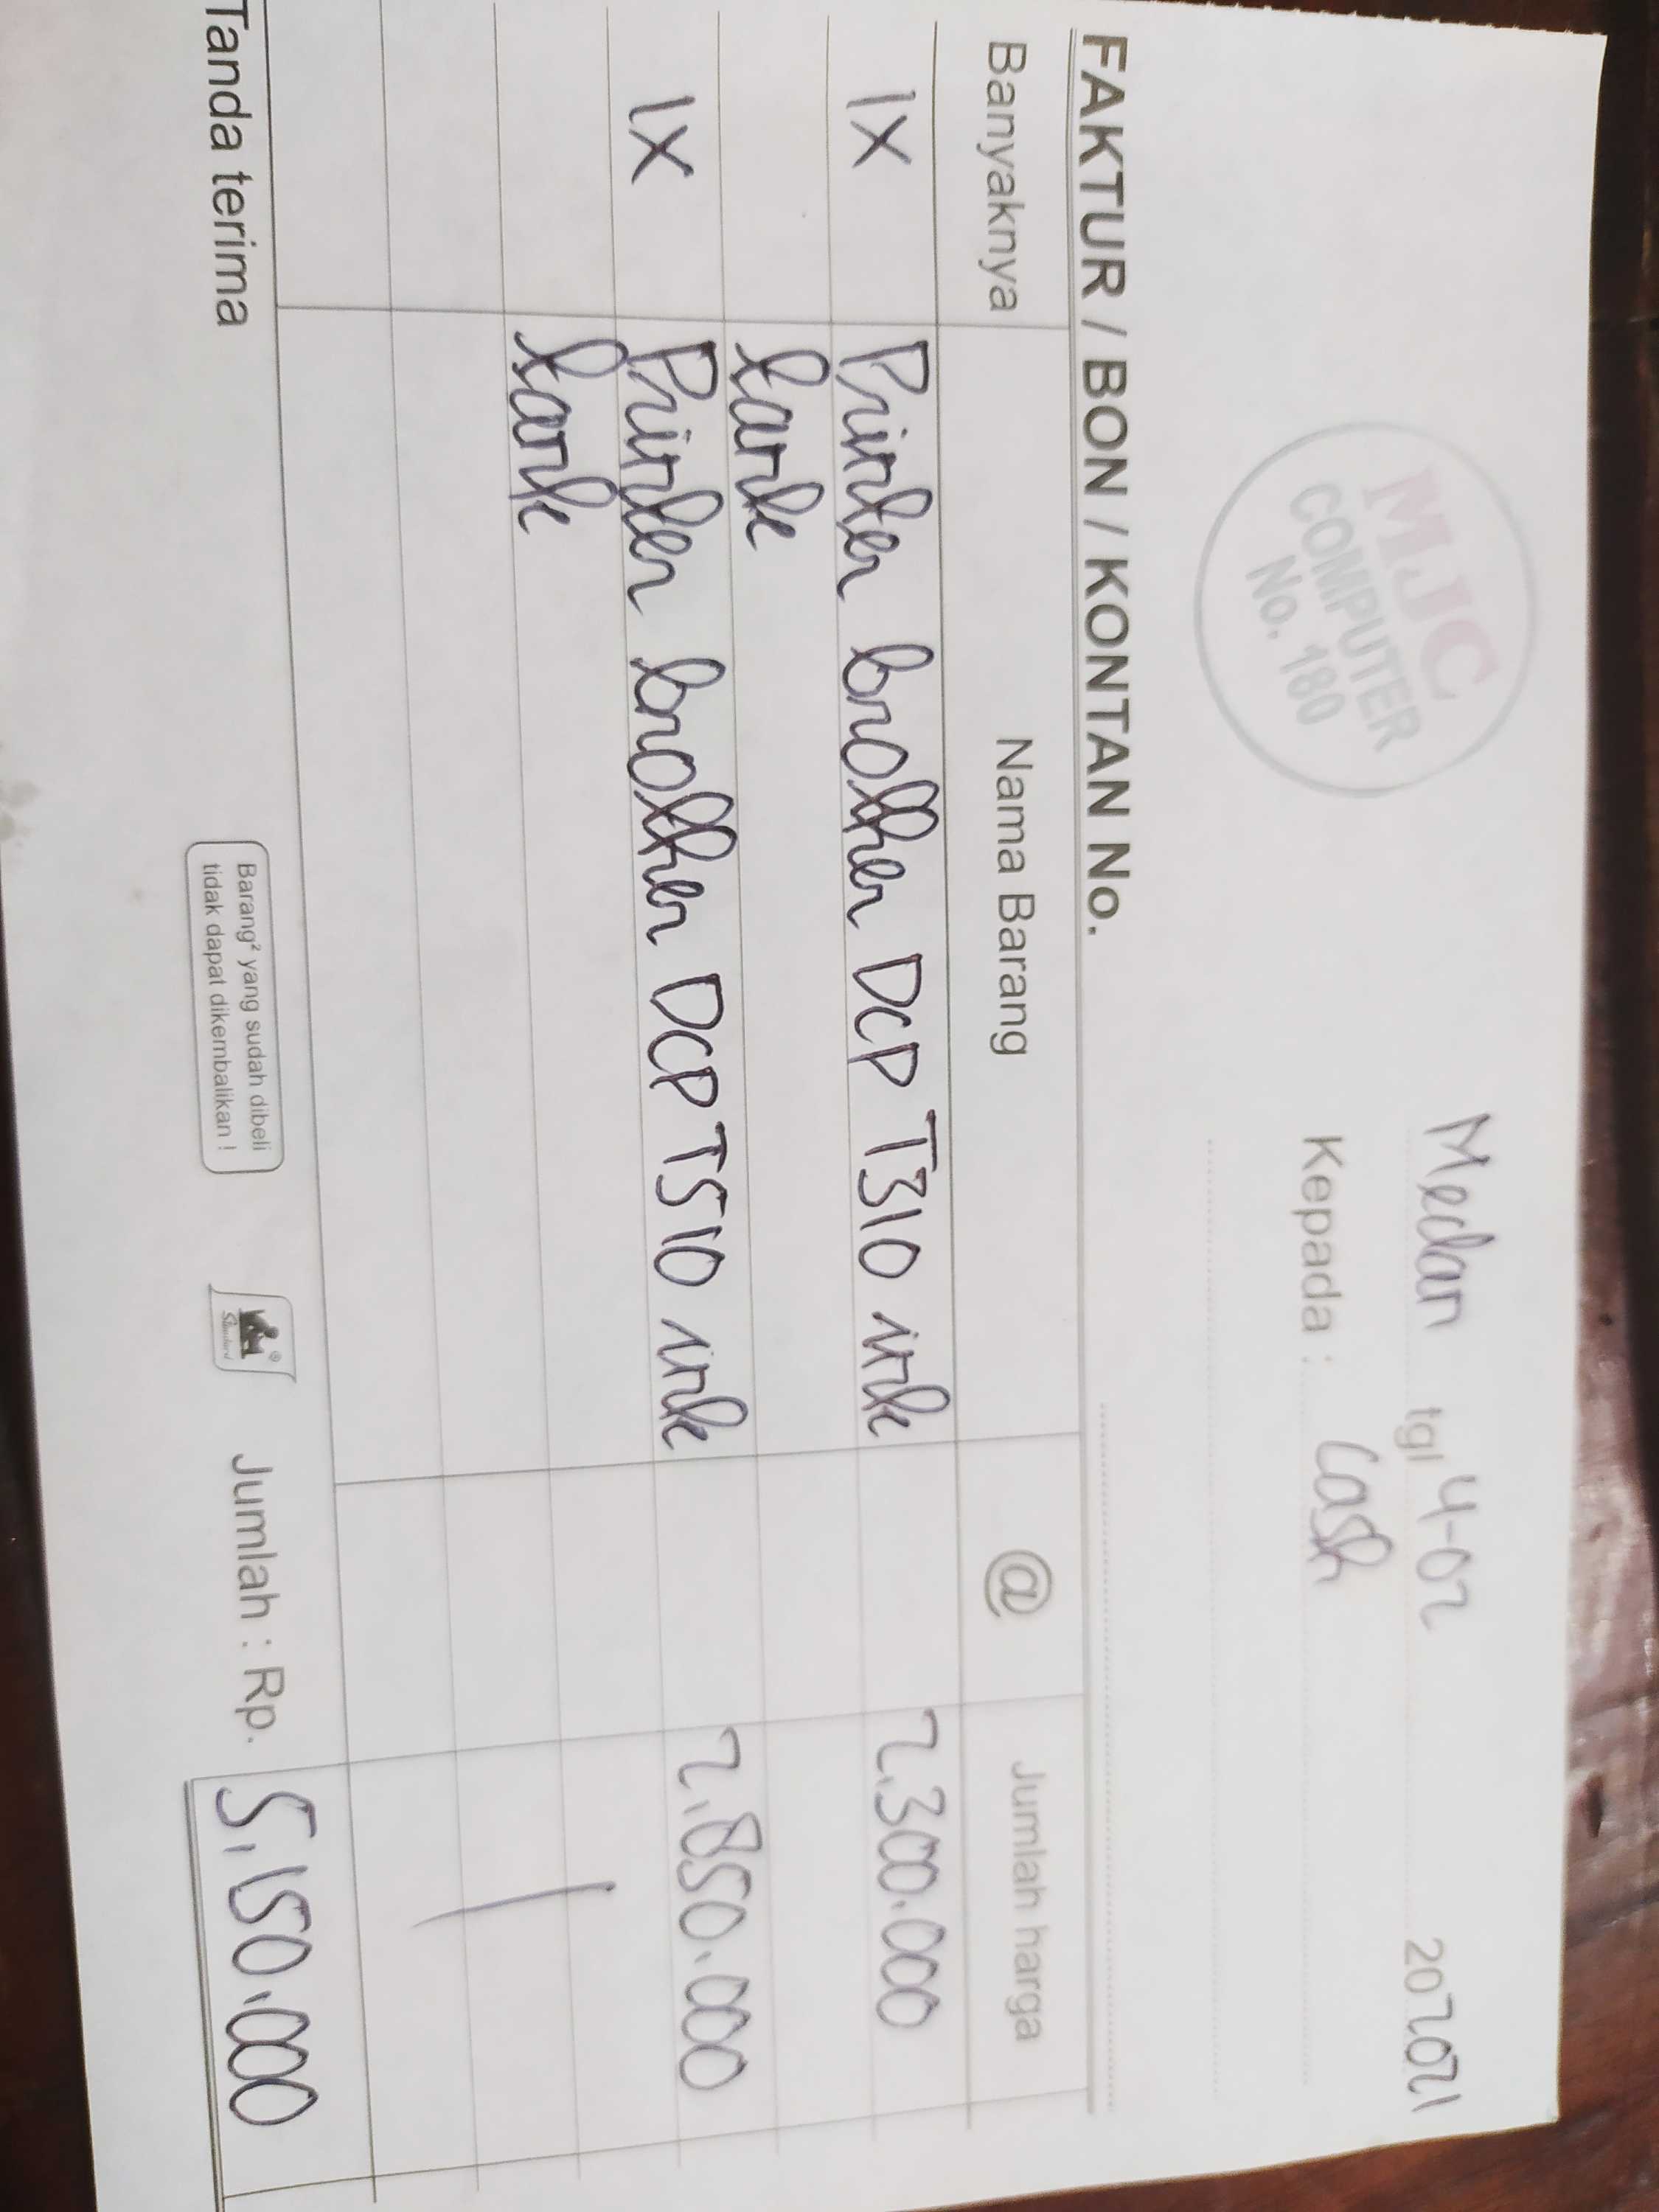 MJC
COMPUTER
No. 180
Medan tgl 4-02 20 2021
Kepada : Cash
FAKTUR / BON / KONTAN No.
Banyaknya Nama Barang @ Jumlah harga
1X Printer brother DCP T310 ink 2.300.000
tank
1X Printer brother DCP T510 ink 2.850.000
tank
Tanda terima
Barang² yang sudah dibeli
tidak dapat dikembalikan !
Standard
Jumlah : Rp. 5,150.000